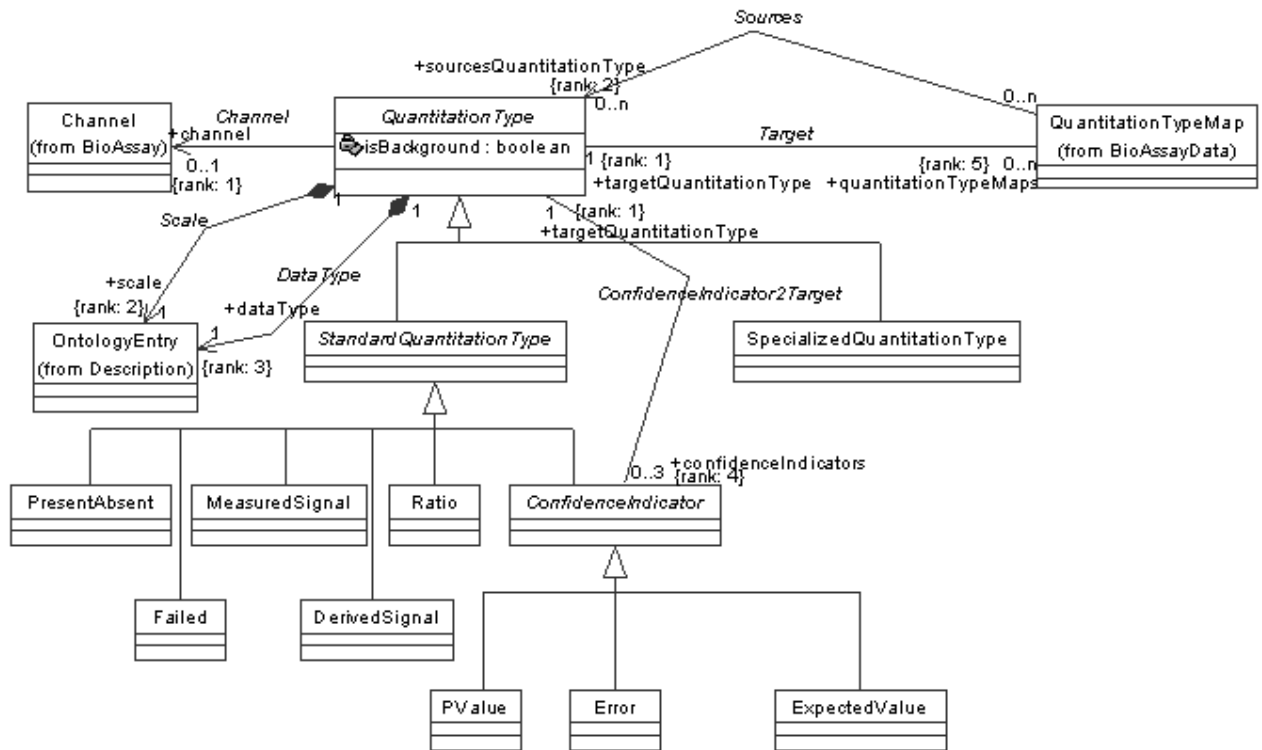 Sources
+sourcesQuantitationType
{rank: 2}
0..n
0..n
Channel
(from BioAssay)
Channel
+channel
0..1
{rank: 1}
QuantitationType
isBackground : boolean
Target
1
{rank: 1}
+targetQuantitationType
{rank: 5}
0..n
+quantitationTypeMaps
QuantitationTypeMap
(from BioAssayData)
1
Scale
+scale
{rank: 2}
1
1
DataType
+dataType
1
{rank: 3}
1
{rank: 1}
+targetQuantitationType
ConfidenceIndicator2Target
OntologyEntry
(from Description)
StandardQuantitationType
SpecializedQuantitationType
0..3
+confidenceIndicators
{rank: 4}
PresentAbsent
MeasuredSignal
Ratio
ConfidenceIndicator
Failed
DerivedSignal
PValue
Error
ExpectedValue